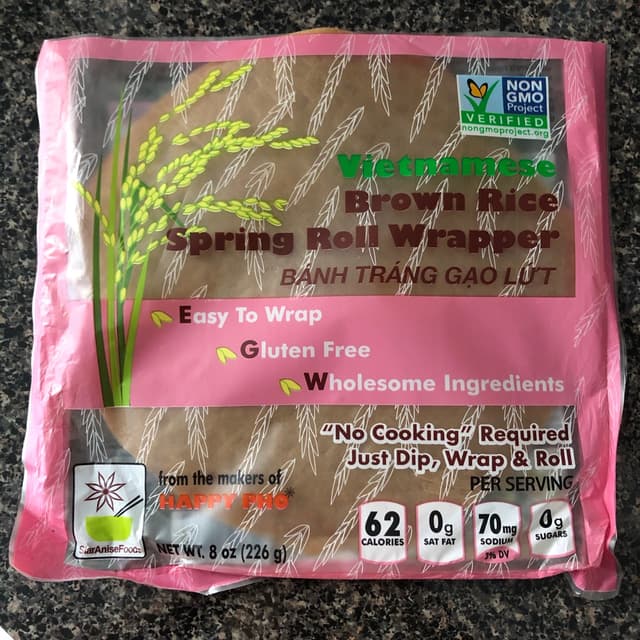 NON
GMO
Project
VERIFIED
nongmoproject.org
Vietnamese
Brown Rice
Spring Roll Wrapper
BÁNH TRÁNG GẠO LỨT
Easy To Wrap
Gluten Free
Wholesome Ingredients
"No Cooking" Required
Just Dip, Wrap & Roll
PER SERVING
from the makers of
HAPPY PHO
StarAniseFoods
NET WT. 8 oz (226 g)
62
CALORIES
0g
SAT FAT
70mg
SODIUM
3% DV
0g
SUGARS